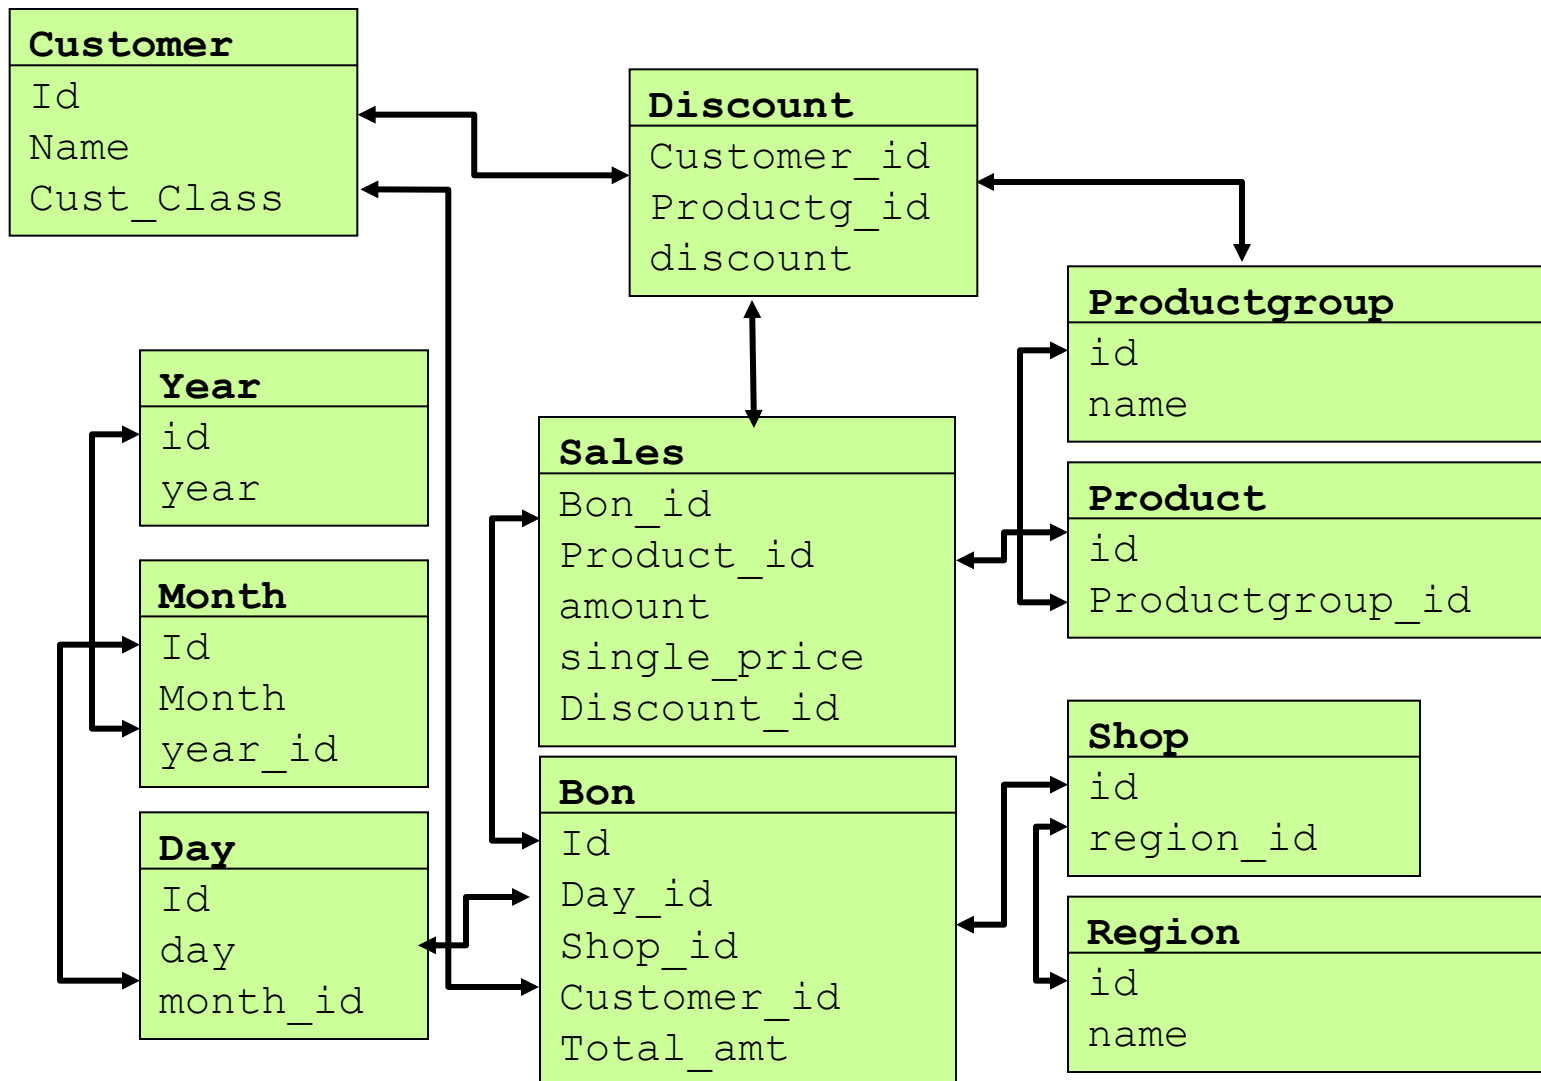 Customer
Id
Name
Cust_Class
Discount
Customer_id
Productg_id
discount
Productgroup
id
name
Year
id
year
Sales
Bon_id
Product_id
amount
single_price
Discount_id
Product
id
Productgroup_id
Month
Id
Month
year_id
Shop
id
region_id
Bon
Id
Day_id
Shop_id
Customer_id
Total_amt
Day
Id
day
month_id
Region
id
name